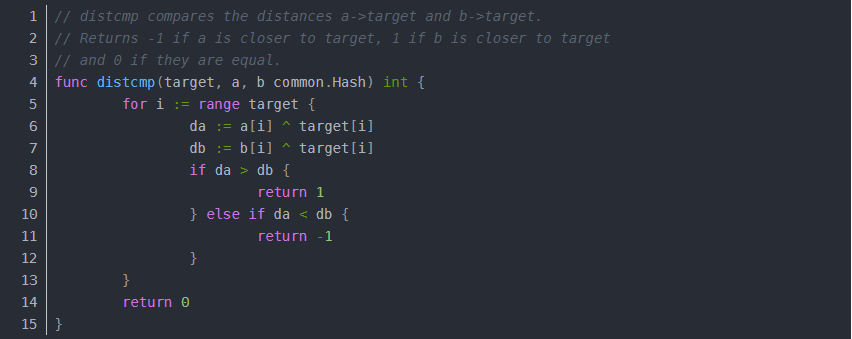 1 // distcmp compares the distances a->target and b->target.
2 // Returns -1 if a is closer to target, 1 if b is closer to target
3 // and 0 if they are equal.
4 func distcmp(target, a, b common.Hash) int {
5         for i := range target {
6                 da := a[i] ^ target[i]
7                 db := b[i] ^ target[i]
8                 if da > db {
9                         return 1
10                 } else if da < db {
11                         return -1
12                 }
13         }
14         return 0
15 }